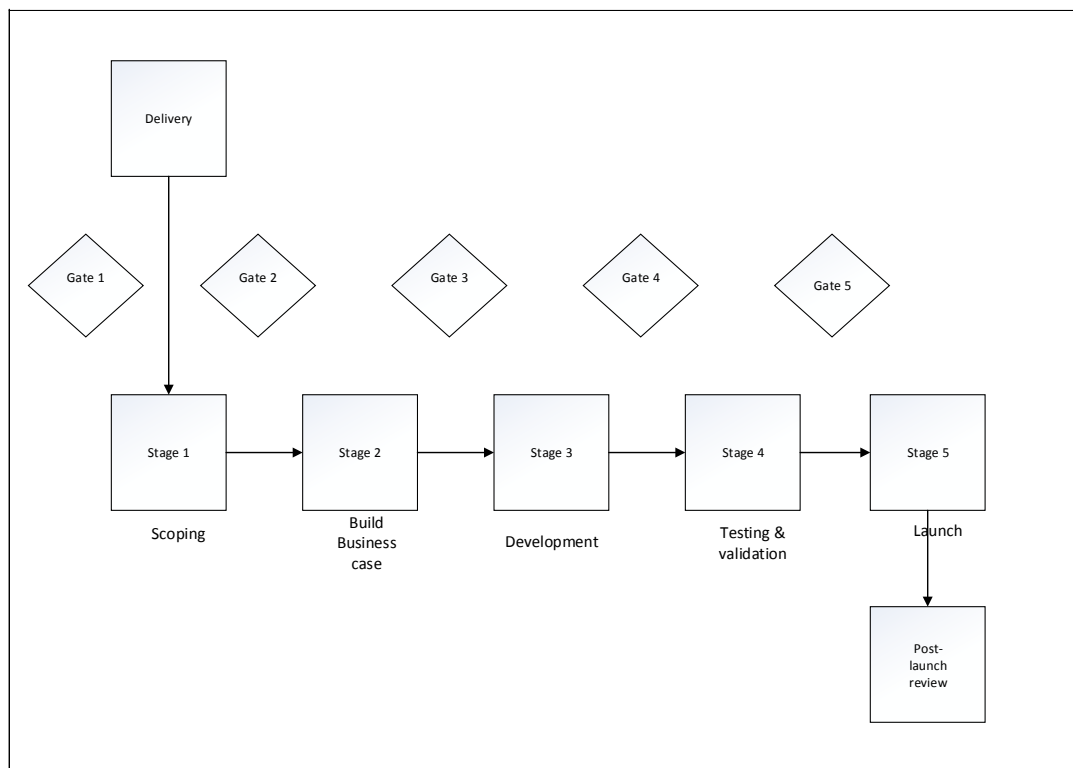 Delivery
Gate 1
Gate 2
Gate 3
Gate 4
Gate 5
Stage 1
Stage 2
Stage 3
Stage 4
Stage 5
Scoping
Build
Business
case
Development
Testing &
validation
Launch
Post-
launch
review